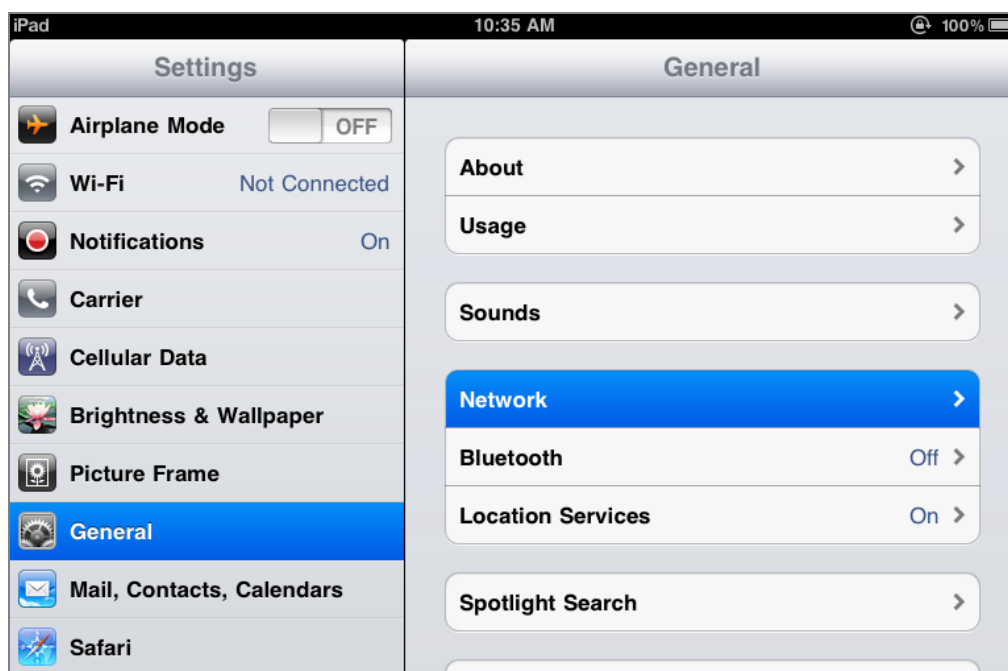 iPad 10:35 AM 100%
Settings
Airplane Mode OFF
Wi-Fi Not Connected
Notifications On
Carrier
Cellular Data
Brightness & Wallpaper
Picture Frame
General
Mail, Contacts, Calendars
Safari
General
About
Usage
Sounds
Network
Bluetooth Off
Location Services On
Spotlight Search